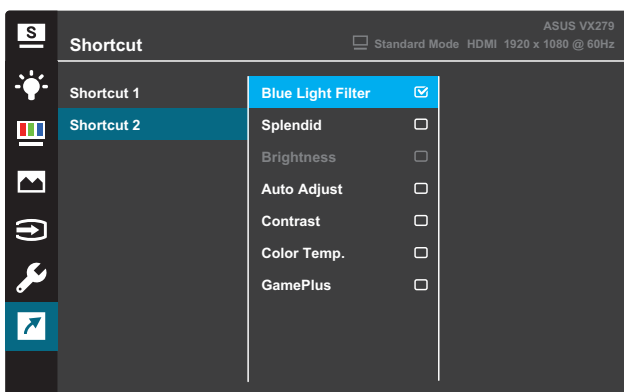 S
ASUS VX279
Shortcut
Standard Mode HDMI 1920 x 1080 @ 60Hz
Shortcut 1
Shortcut 2
Blue Light Filter
Splendid
Brightness
Auto Adjust
Contrast
Color Temp.
GamePlus